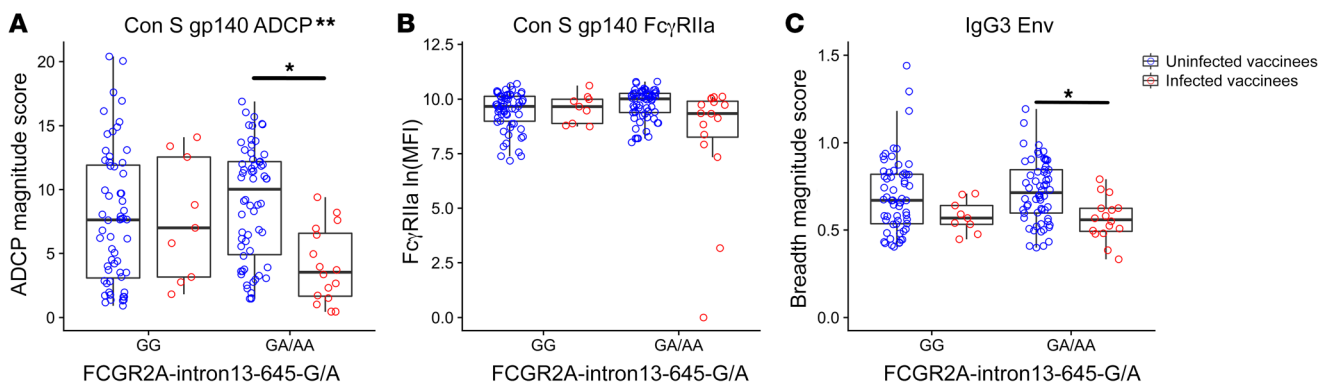 A
Con S gp140 ADCP **
ADCP magnitude score
20
15
10
5
0
*
GG
GA/AA
FCGR2A-intron13-645-G/A
B
Con S gp140 FcγRIIa
FcγRIIa ln(MFI)
12.5
10.0
7.5
5.0
2.5
0.0
GG
GA/AA
FCGR2A-intron13-645-G/A
C
IgG3 Env
Breadth magnitude score
1.5
1.0
0.5
0.0
*
GG
GA/AA
FCGR2A-intron13-645-G/A
Uninfected vaccinees
Infected vaccinees